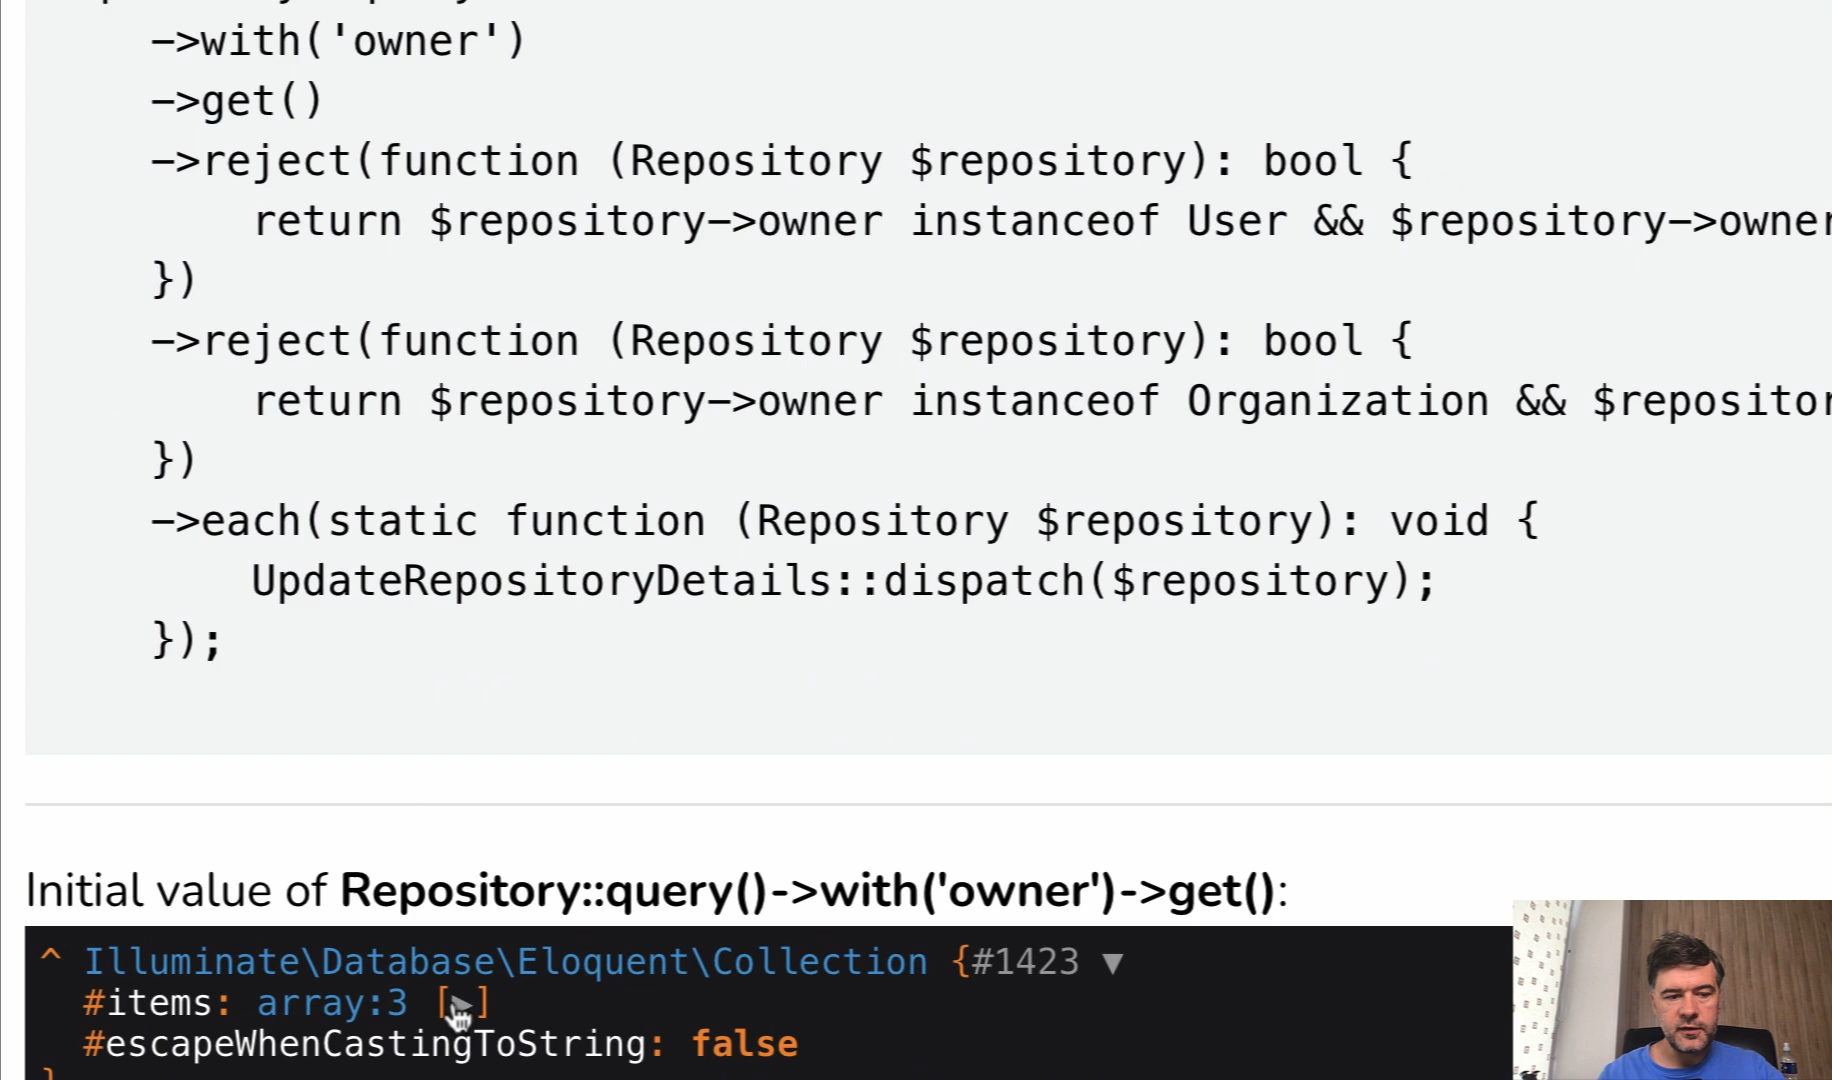 ->with('owner')
->get()
->reject(function (Repository $repository): bool {
return $repository->owner instanceof User && $repository->owner
})
->reject(function (Repository $repository): bool {
return $repository->owner instanceof Organization && $repositor
})
->each(static function (Repository $repository): void {
UpdateRepositoryDetails::dispatch($repository);
});
Initial value of Repository::query()->with('owner')->get():
^ Illuminate\Database\Eloquent\Collection {#1423 ▼
#items: array:3 [▶]
#escapeWhenCastingToString: false
}